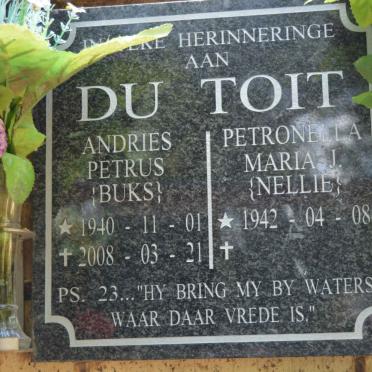 INNIGE HERINNERINGE
AAN
DU TOIT
ANDRIES
PETRUS
{BUKS}
★ 1940 - 11 - 01
✝ 2008 - 03 - 21
PETRONELLA
MARIA J.
{NELLIE}
★ 1942 - 04 - 08
✝
PS. 23..."HY BRING MY BY WATERS
WAAR DAAR VREDE IS."